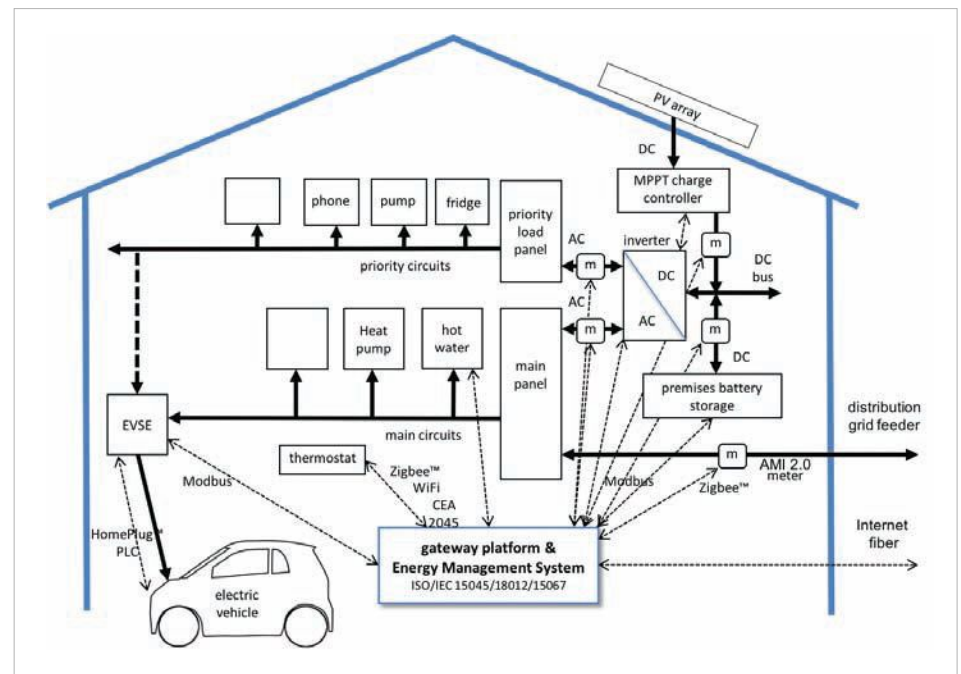 PV array
DC
MPPT charge
controller
phone
pump
fridge
priority
load
panel
AC
inverter
m
m
DC
DC
bus
priority circuits
AC
m
AC
m
Heat
pump
hot
water
main
panel
DC
premises battery
storage
EVSE
main circuits
distribution
grid feeder
thermostat
m
AMI 2.0
meter
Zigbee™
WiFi
CEA
2045
Modbus
Modbus
Zigbee™
HomePlug™
PLC
Internet
fiber
gateway platform &
Energy Management System
ISO/IEC 15045/18012/15067
electric
vehicle